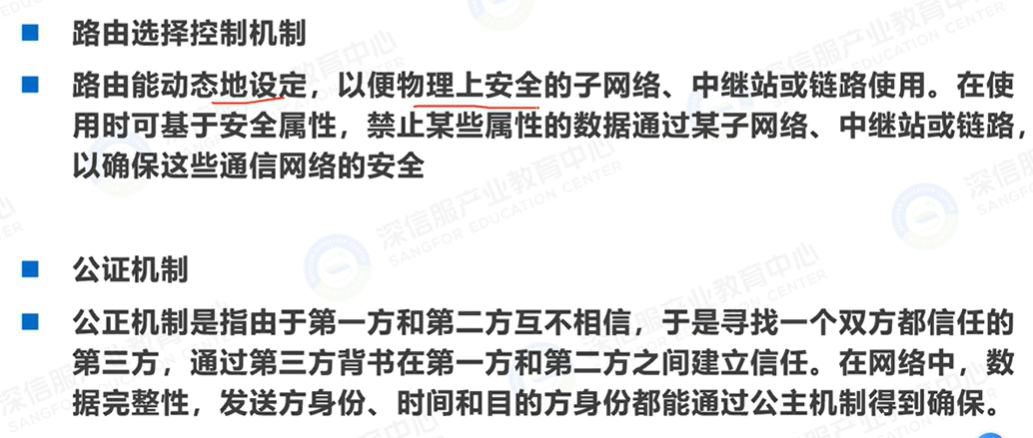 路由选择控制机制
路由能动态地设定，以便物理上安全的子网络、中继站或链路使用。在使
用时可基于安全属性，禁止某些属性的数据通过某子网络、中继站或链路，
以确保这些通信网络的安全
公证机制
公正机制是指由于第一方和第二方互不相信，于是寻找一个双方都信任的
第三方，通过第三方背书在第一方和第二方之间建立信任。在网络中，数
据完整性，发送方身份、时间和目的方身份都能通过公主机制得到确保。
深信服产业教育中心
SANGFOR EDUCATION CENTER